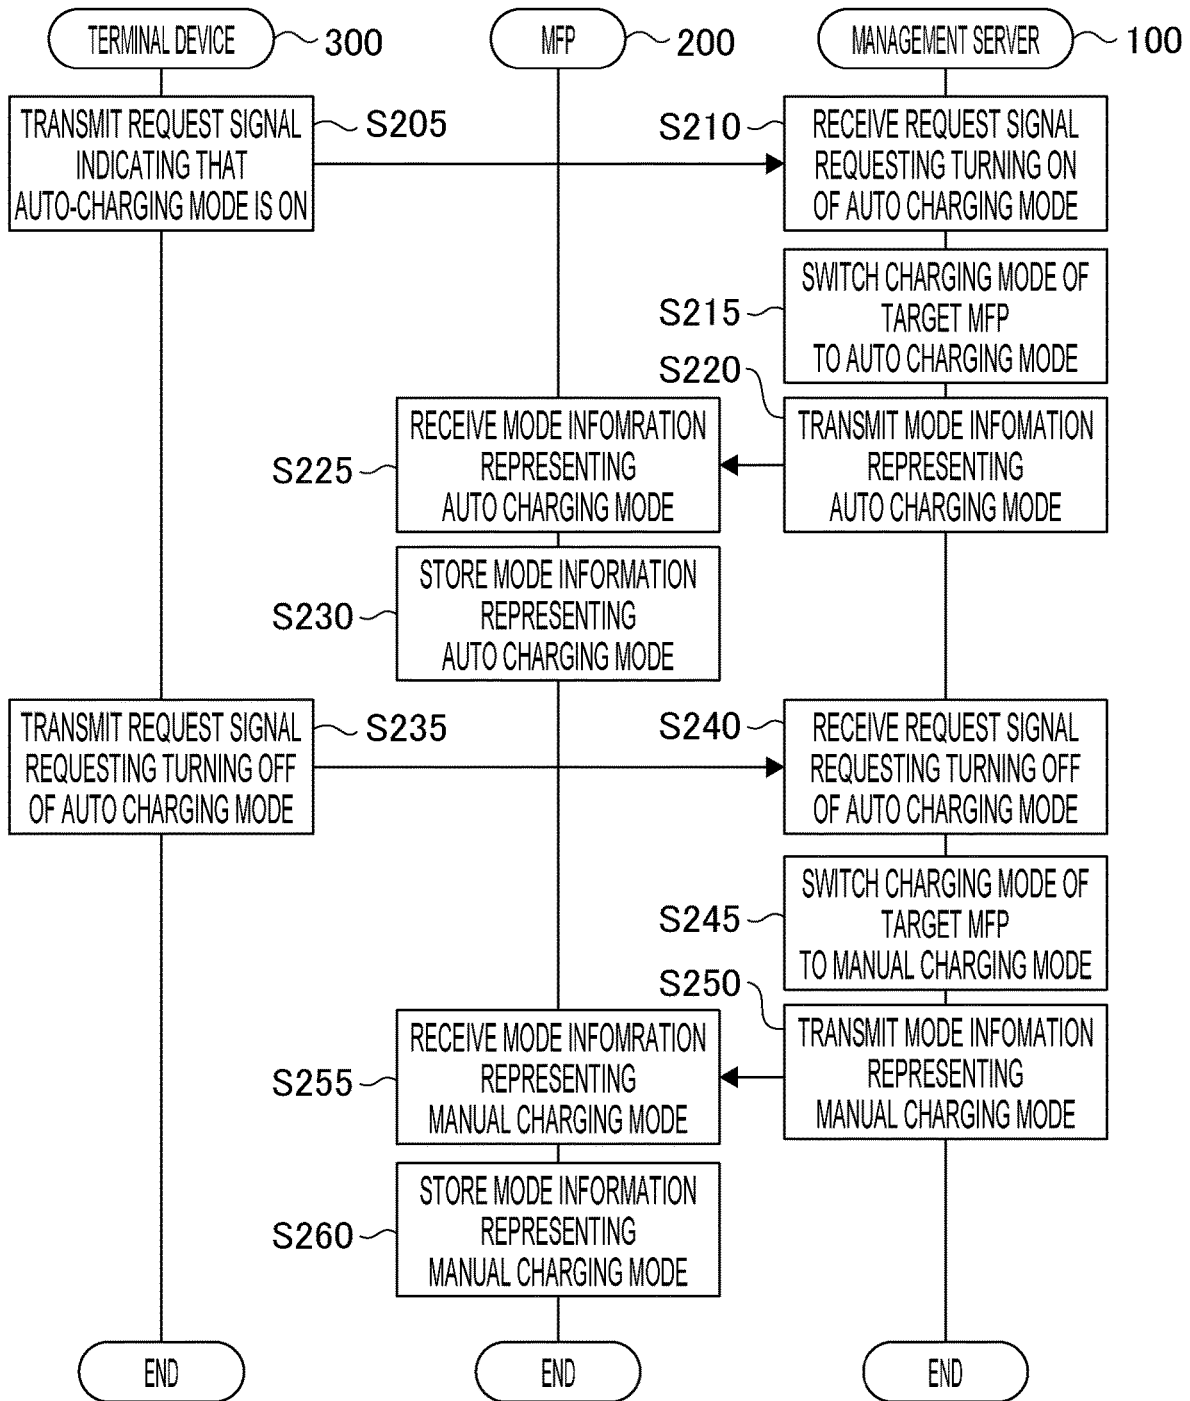 TERMINAL DEVICE
300
MFP
200
MANAGEMENT SERVER
100
TRANSMIT REQUEST SIGNAL
INDICATING THAT
AUTO-CHARGING MODE IS ON
S205
S210
RECEIVE REQUEST SIGNAL
REQUESTING TURNING ON
OF AUTO CHARGING MODE
S215
SWITCH CHARGING MODE OF
TARGET MFP
TO AUTO CHARGING MODE
S220
TRANSMIT MODE INFOMATION
REPRESENTING
AUTO CHARGING MODE
S225
RECEIVE MODE INFOMRATION
REPRESENTING
AUTO CHARGING MODE
S230
STORE MODE INFORMATION
REPRESENTING
AUTO CHARGING MODE
TRANSMIT REQUEST SIGNAL
REQUESTING TURNING OFF
OF AUTO CHARGING MODE
S235
S240
RECEIVE REQUEST SIGNAL
REQUESTING TURNING OFF
OF AUTO CHARGING MODE
S245
SWITCH CHARGING MODE OF
TARGET MFP
TO MANUAL CHARGING MODE
S250
TRANSMIT MODE INFOMATION
REPRESENTING
MANUAL CHARGING MODE
S255
RECEIVE MODE INFOMRATION
REPRESENTING
MANUAL CHARGING MODE
S260
STORE MODE INFORMATION
REPRESENTING
MANUAL CHARGING MODE
END
END
END